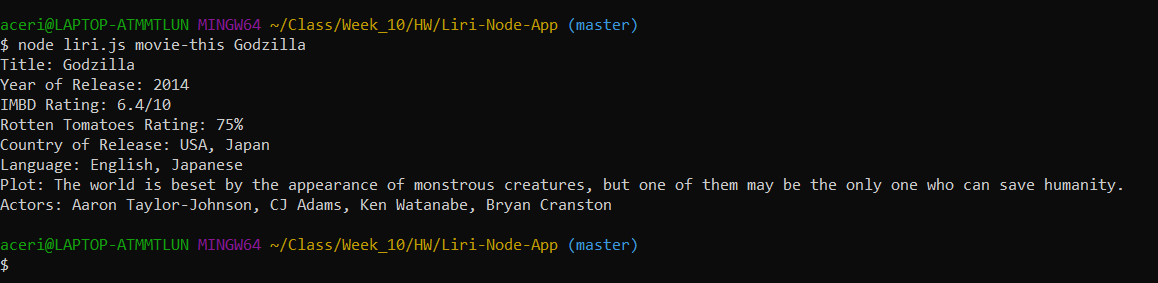 aceri@LAPTOP-ATMMTLUN MINGW64 ~/Class/Week_10/HW/Liri-Node-App (master)
$ node liri.js movie-this Godzilla
Title: Godzilla
Year of Release: 2014
IMBD Rating: 6.4/10
Rotten Tomatoes Rating: 75%
Country of Release: USA, Japan
Language: English, Japanese
Plot: The world is beset by the appearance of monstrous creatures, but one of them may be the only one who can save humanity.
Actors: Aaron Taylor-Johnson, CJ Adams, Ken Watanabe, Bryan Cranston
aceri@LAPTOP-ATMMTLUN MINGW64 ~/Class/Week_10/HW/Liri-Node-App (master)
$